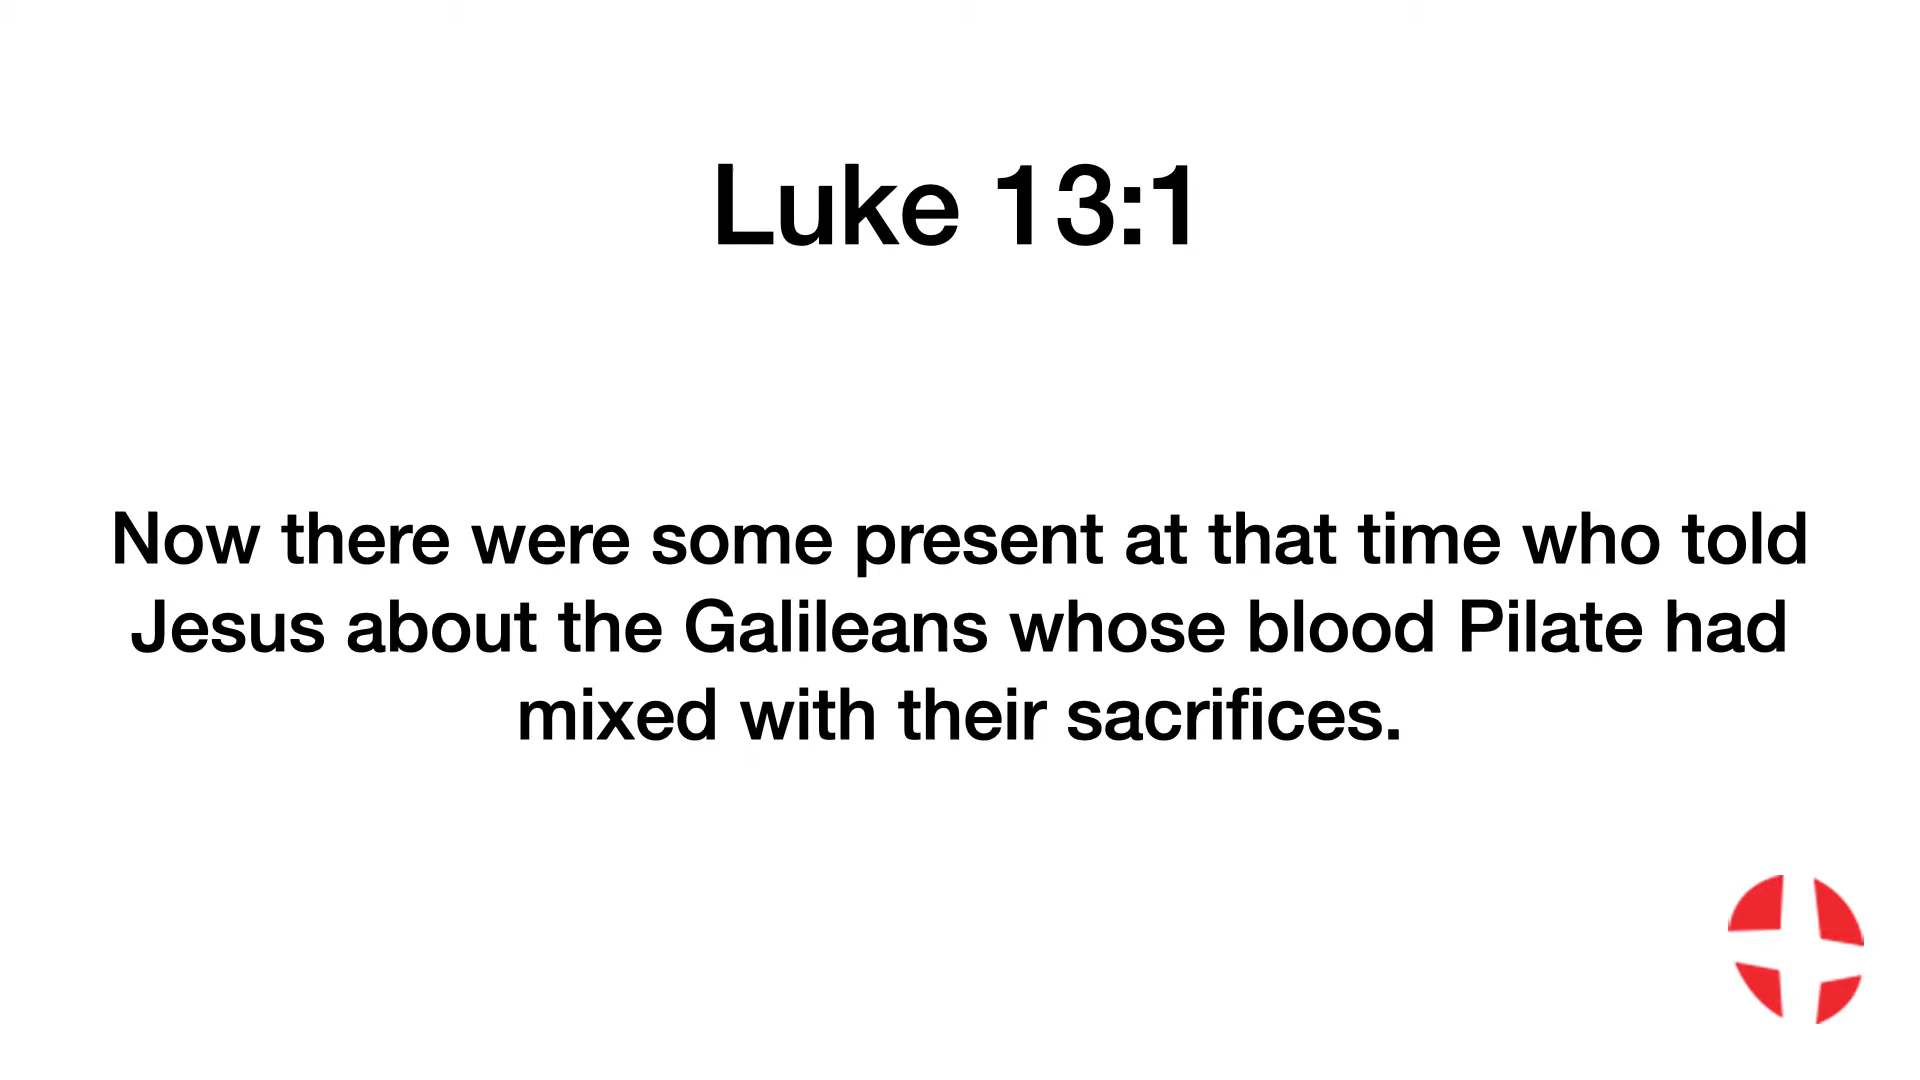 Luke 13:1
Now there were some present at that time who told
Jesus about the Galileans whose blood Pilate had
mixed with their sacrifices.